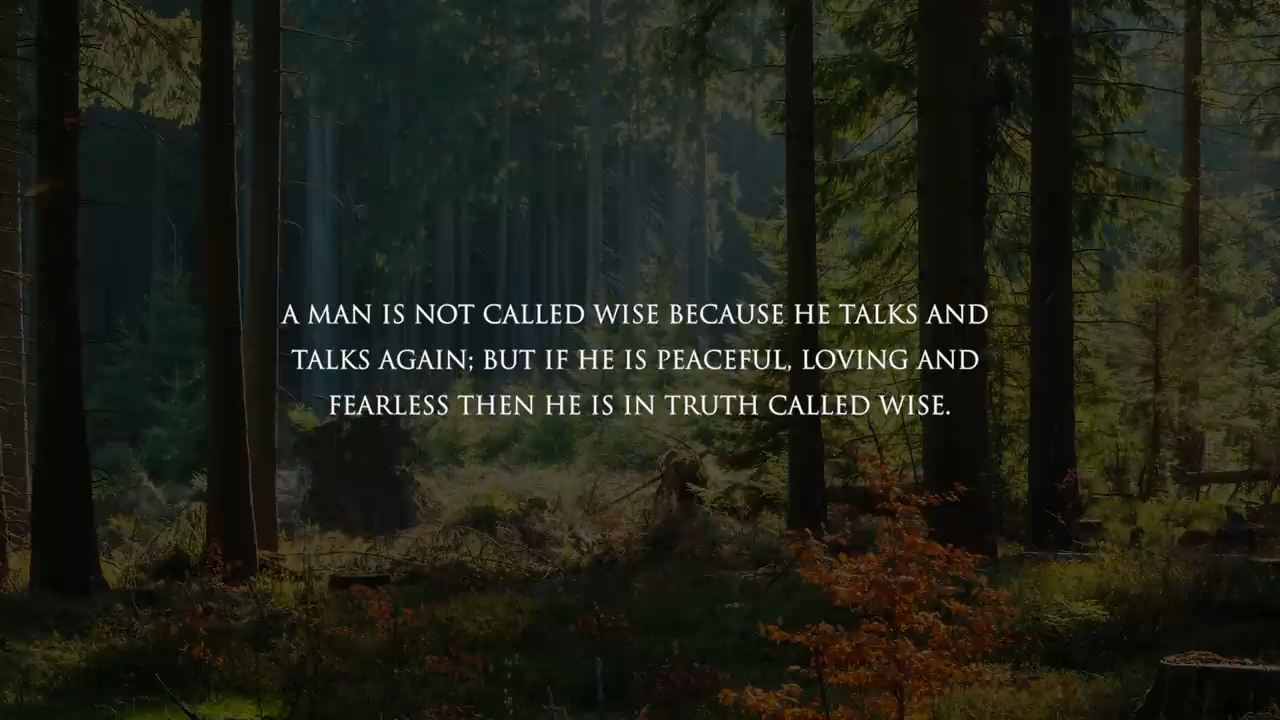 A MAN IS NOT CALLED WISE BECAUSE HE TALKS AND
TALKS AGAIN; BUT IF HE IS PEACEFUL, LOVING AND
FEARLESS THEN HE IS IN TRUTH CALLED WISE.